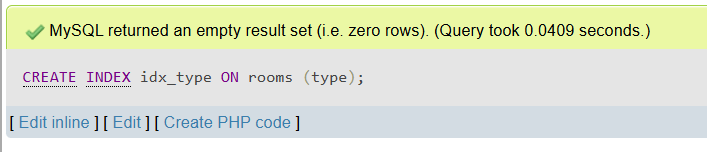 MySQL returned an empty result set (i.e. zero rows). (Query took 0.0409 seconds.)
CREATE INDEX idx_type ON rooms (type);
[ Edit inline ] [ Edit ] [ Create PHP code ]